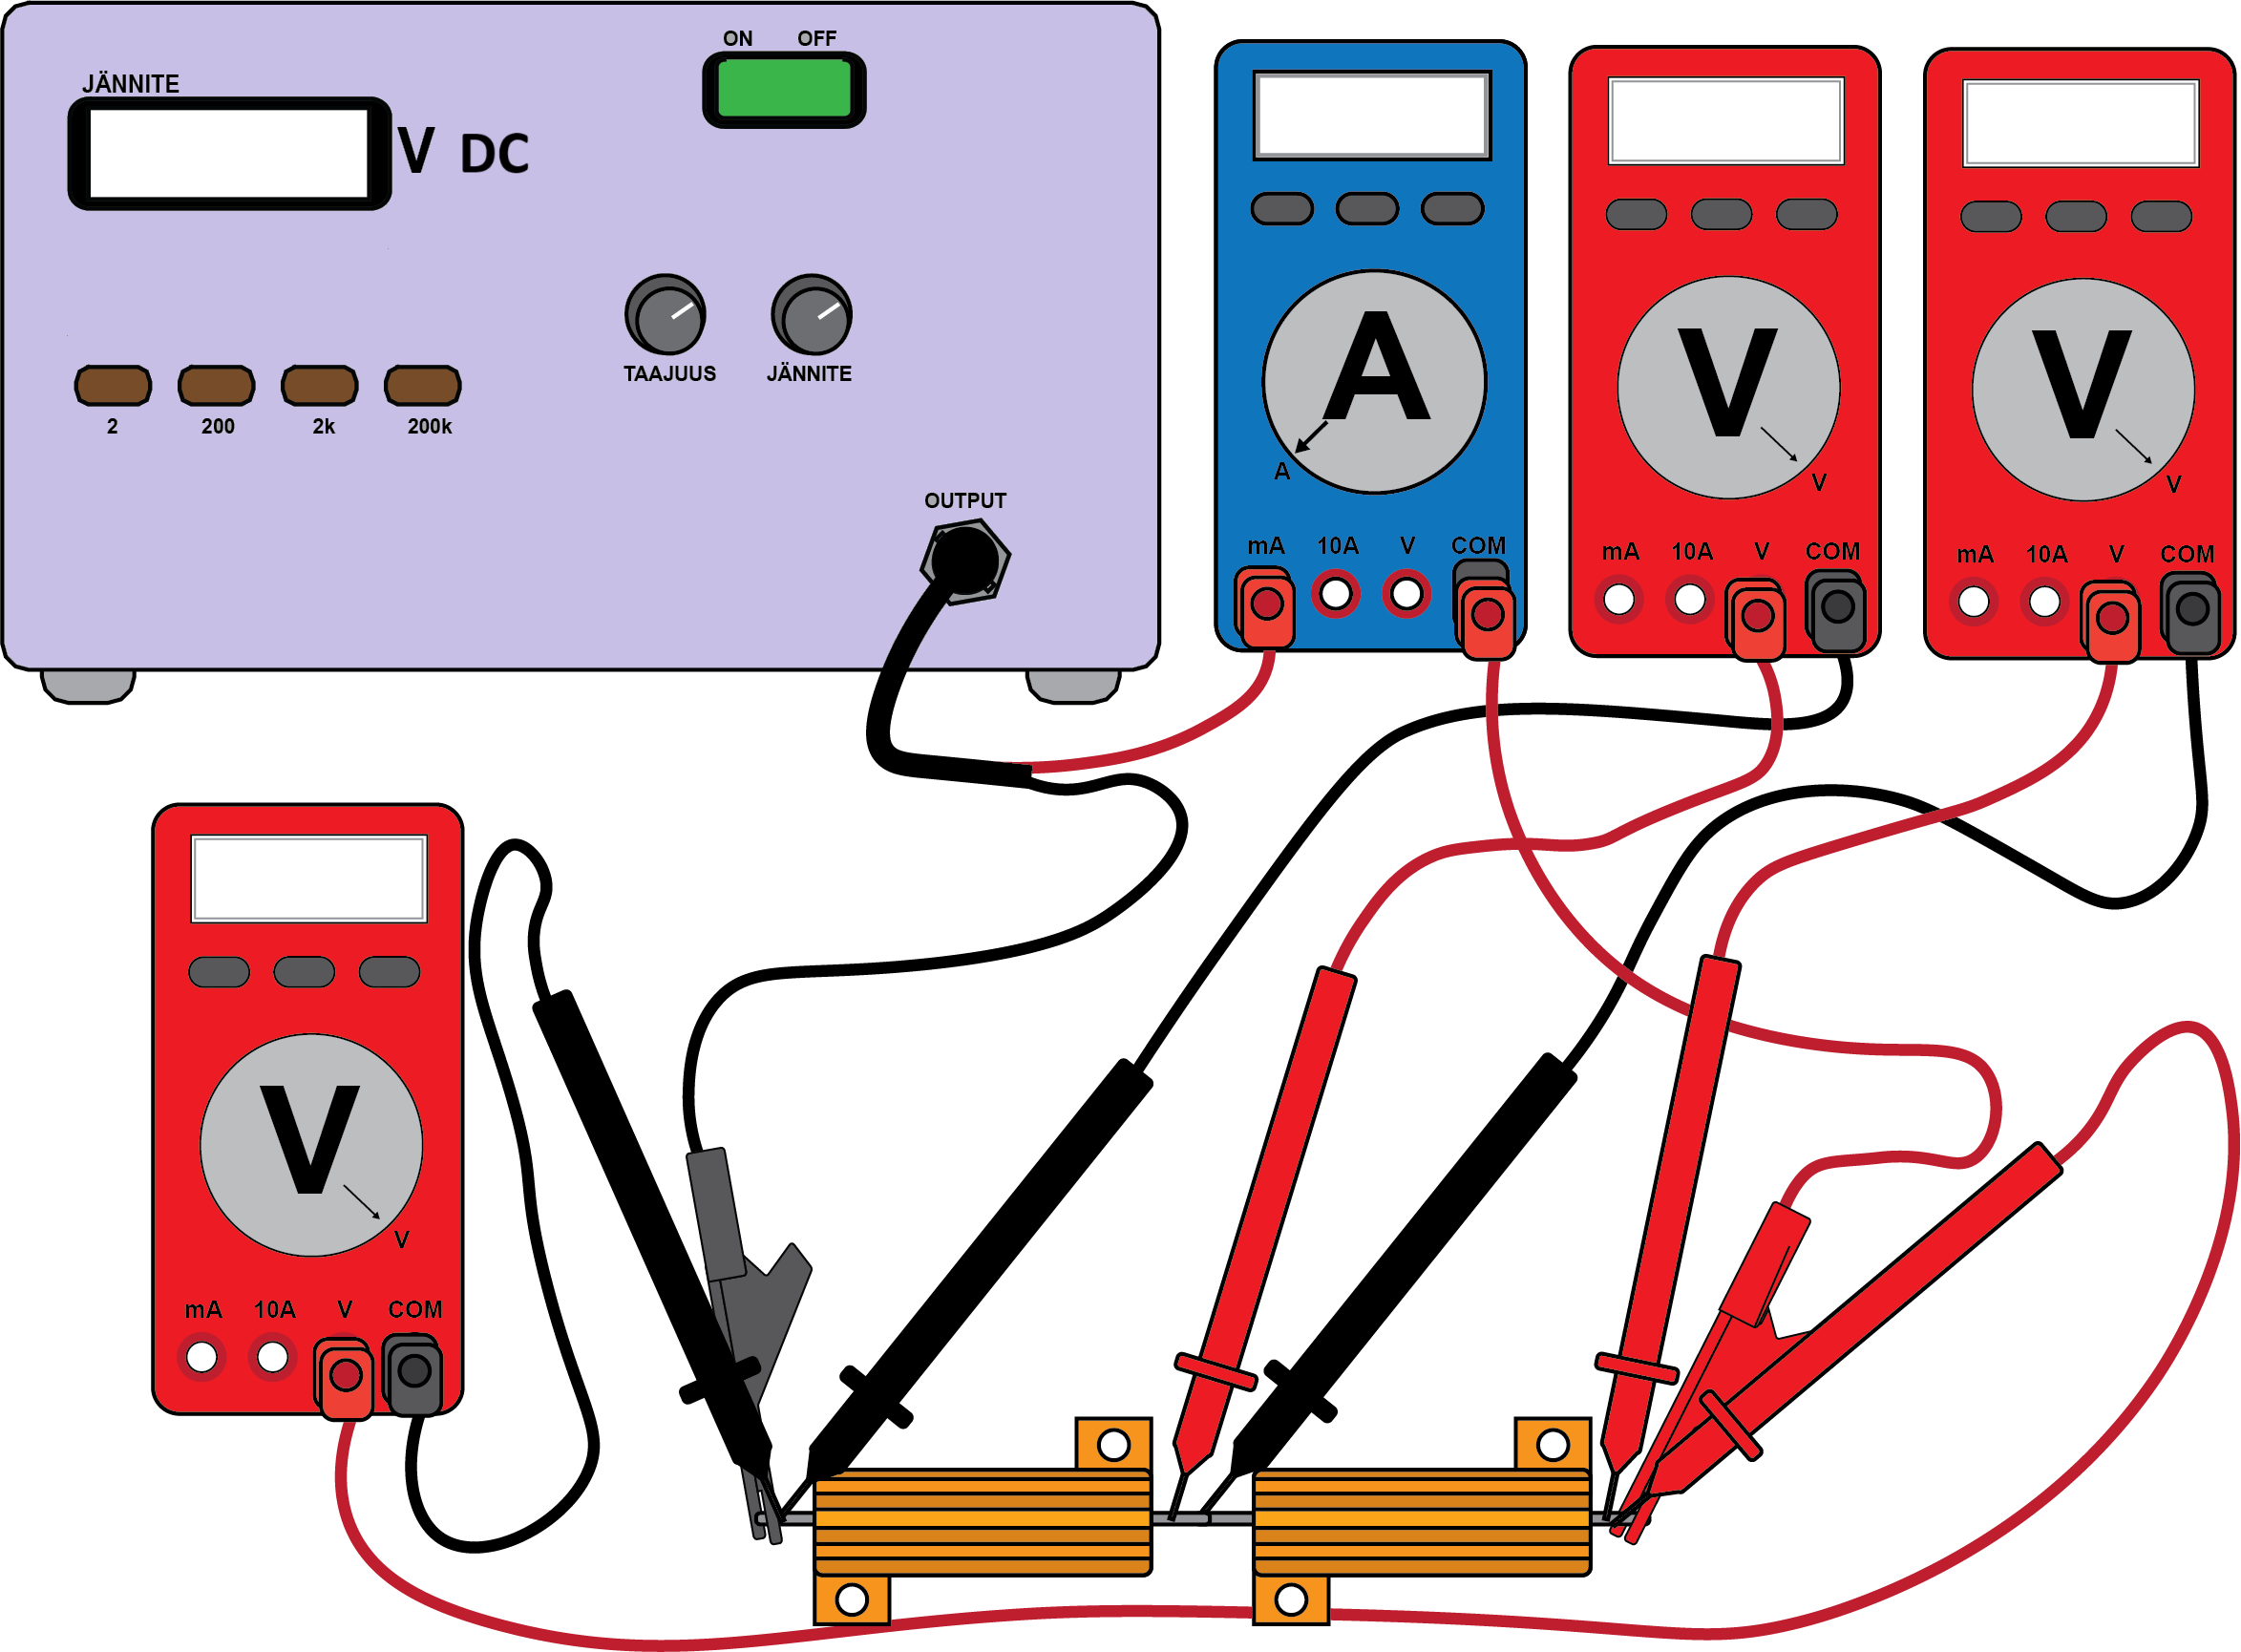 ON OFF
JÄNNITE
V DC
TAAJUUS JÄNNITE
2 200 2k 200k
OUTPUT
A
A
mA 10A V COM
V
V
mA 10A V COM
V
V
mA 10A V COM
V
V
mA 10A V COM